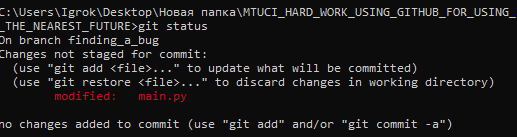 C:\Users\Igrok\Desktop\Новая папка\MTUCI_HARD_WORK_USING_GITHUB_FOR_USING_
_THE_NEAREST_FUTURE>git status
On branch finding_a_bug
Changes not staged for commit:
(use "git add <file>..." to update what will be committed)
(use "git restore <file>..." to discard changes in working directory)
modified: main.py
no changes added to commit (use "git add" and/or "git commit -a")